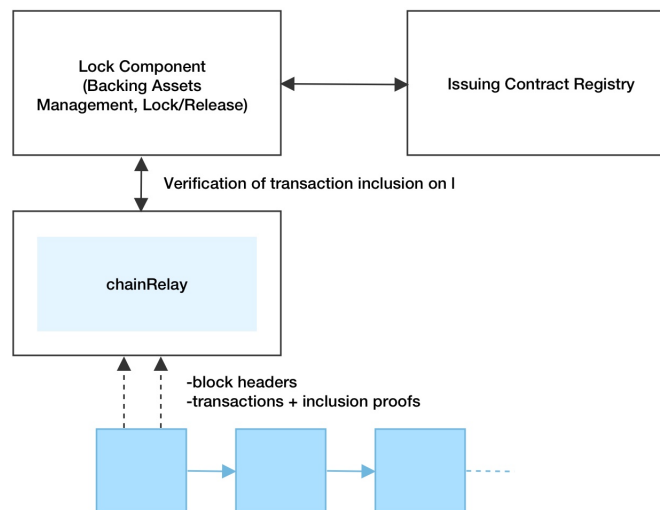 Lock Component
(Backing Assets
Management, Lock/Release)
Issuing Contract Registry
Verification of transaction inclusion on I
chainRelay
-block headers
-transactions + inclusion proofs